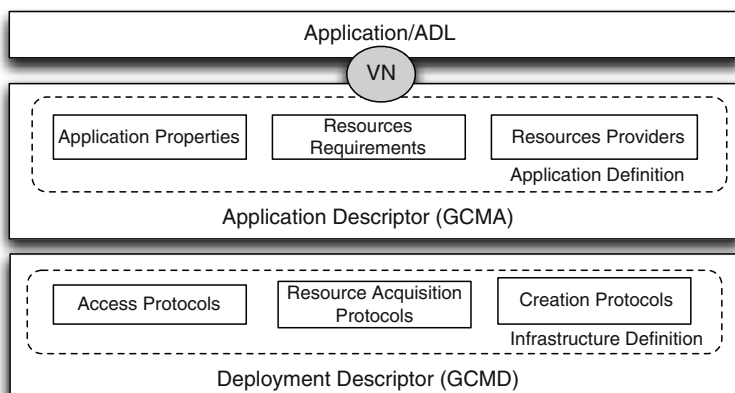 Application/ADL
VN
Application Properties
Resources
Requirements
Resources Providers
Application Definition
Application Descriptor (GCMA)
Access Protocols
Resource Acquisition
Protocols
Creation Protocols
Infrastructure Definition
Deployment Descriptor (GCMD)